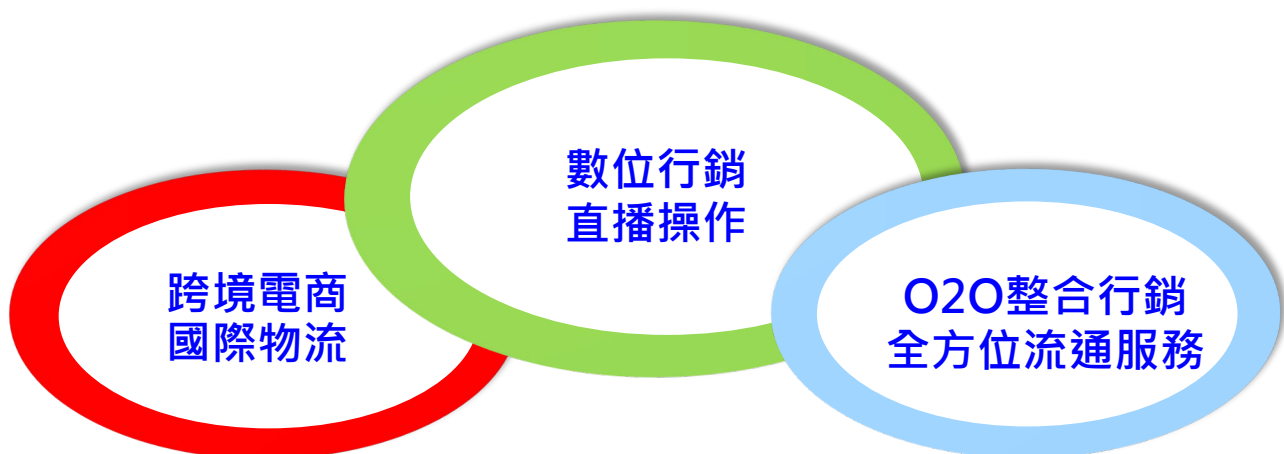 數位行銷
直播操作
跨境電商
國際物流
O2O整合行銷
全方位流通服務